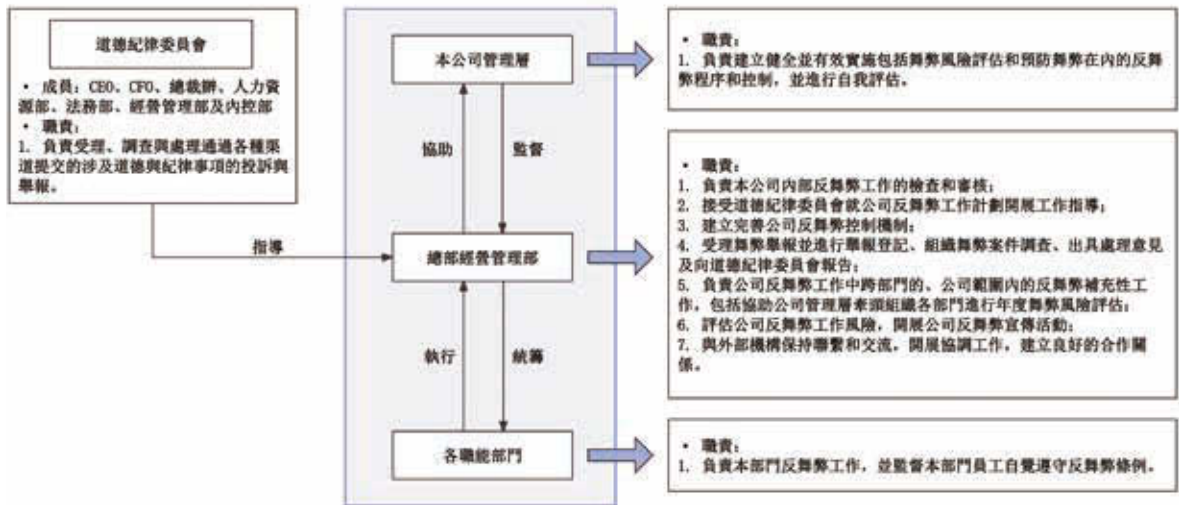 道德紀律委員會
• 成員：CEO、CFO、總裁辦、人力資
源部、法務部、經營管理部及內控部
• 職責：
1. 負責受理、調查與處理通過各種渠
道提交的涉及道德與紀律事項的投訴與
舉報。
指導
本公司管理層
協助
監督
總部經營管理部
執行
統籌
各職能部門
• 職責：
1. 負責建立健全並有效實施包括舞弊風險評估和預防舞弊在內的反舞
弊程序和控制，並進行自我評估。
• 職責：
1. 負責本公司內部反舞弊工作的檢查和審核；
2. 接受道德紀律委員會就公司反舞弊工作計劃開展工作指導；
3. 建立完善公司反舞弊控制機制；
4. 受理舞弊舉報並進行舉報登記、組織舞弊案件調查、出具處理意見
及向道德紀律委員會報告；
5. 負責公司反舞弊工作中跨部門的、公司範圍內的反舞弊補充性工
作，包括協助公司管理層牽頭組織各部門進行年度舞弊風險評估；
6. 評估公司反舞弊工作風險，開展公司反舞弊宣傳活動；
7. 與外部機構保持聯繫和交流，開展協調工作，建立良好的合作關
係。
• 職責：
1. 負責本部門反舞弊工作，並監督本部門員工自覺遵守反舞弊條例。